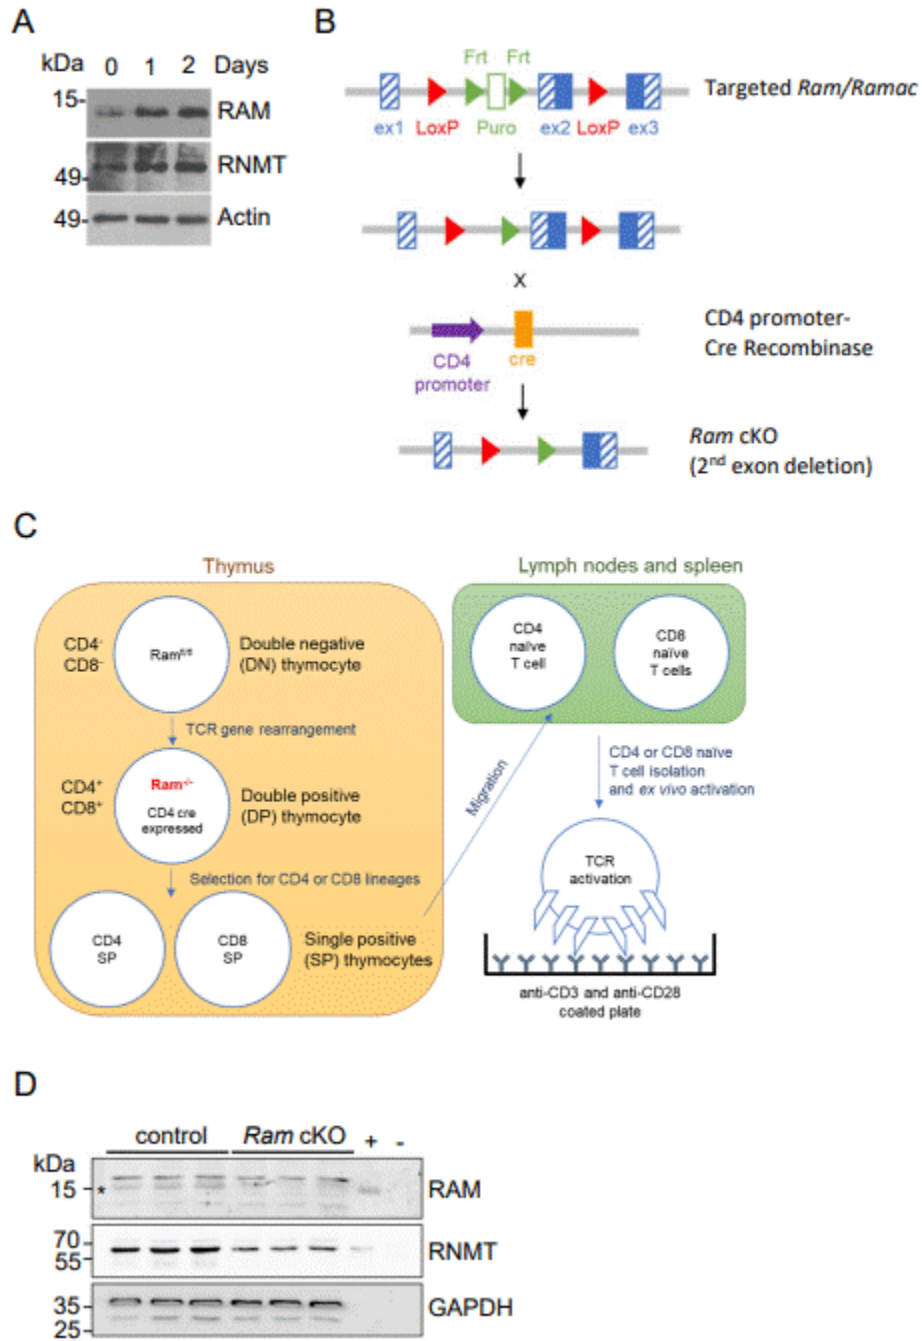 A
kDa 0 1 2 Days
15- RAM
RNMT
49-
49- Actin
B
Frt Frt
Targeted Ram/Ramac
ex1 LoxP Puro ex2 LoxP ex3
X
CD4 promoter-
Cre Recombinase
CD4
promoter
cre
Ram cKO
(2nd exon deletion)
C
Thymus
CD4-
CD8-
Ramfl/fl
Double negative
(DN) thymocyte
TCR gene rearrangement
CD4+
CD8+
Ram-/-
CD4 cre
expressed
Double positive
(DP) thymocyte
Selection for CD4 or CD8 lineages
CD4
SP
CD8
SP
Single positive
(SP) thymocytes
Migration
Lymph nodes and spleen
CD4
naïve
T cell
CD8
naïve
T cells
CD4 or CD8 naïve
T cell isolation
and ex vivo activation
TCR
activation
anti-CD3 and anti-CD28
coated plate
D
control Ram cKO + -
kDa
15 - * RAM
70
55 RNMT
35
25 GAPDH